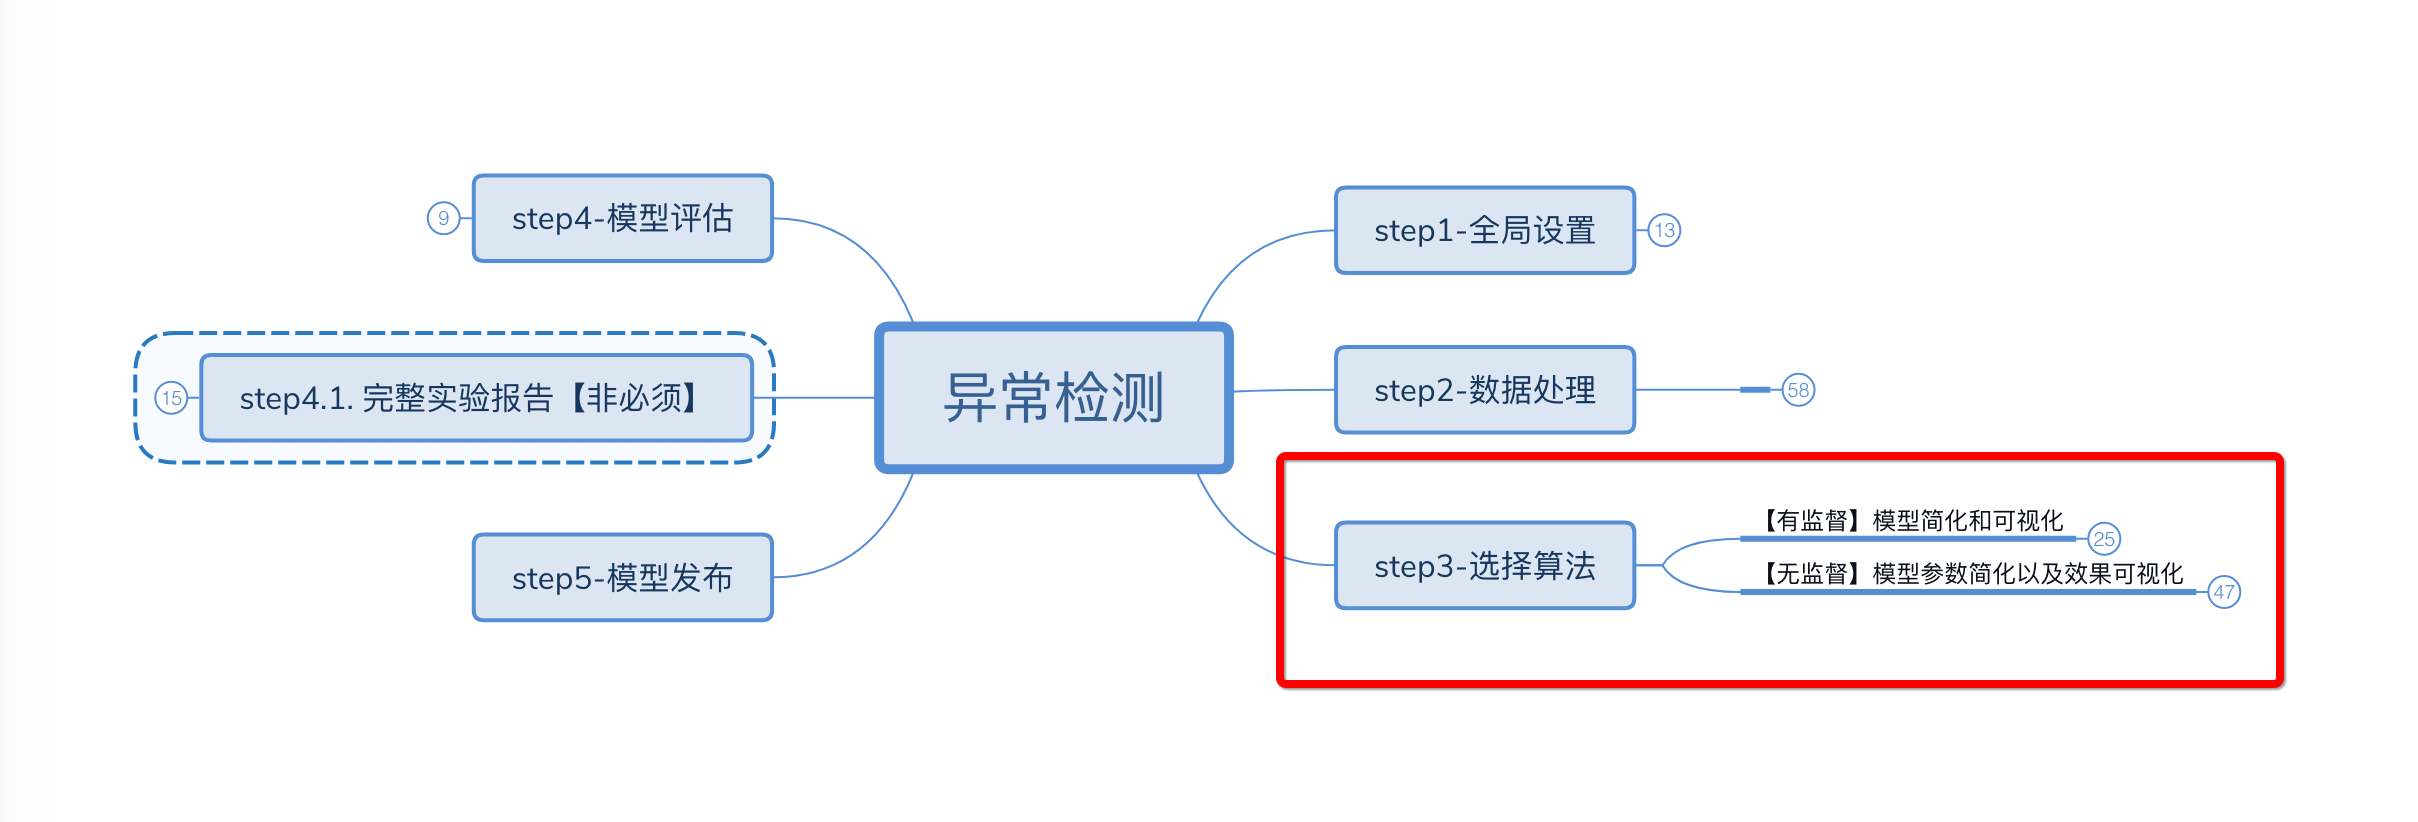 step4-模型评估
9
step1-全局设置
13
step4.1. 完整实验报告【非必须】
15
异常检测
step2-数据处理
58
step3-选择算法
【有监督】模型简化和可视化
25
【无监督】模型参数简化以及效果可视化
47
step5-模型发布